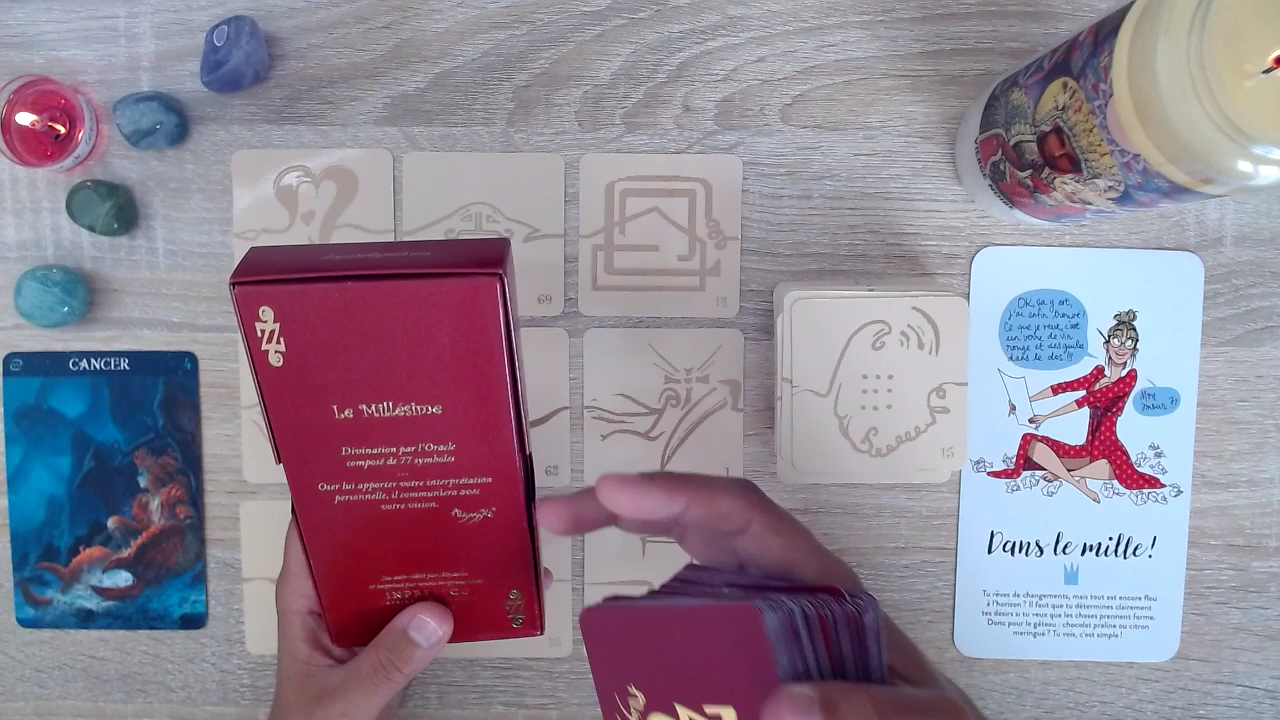 CANCER
77
Le Millésime
Divination par l'Oracle
composé de 77 symboles
Oser lui apporter votre interprétation
personnelle, il communiera avec
votre vision.
77
69
62
1
15
OK, ça y est,
j'ai enfin trouvé!
Ce que je veux, c'est
un verre de vin
rouge et des guilis
dans le dos!!!
Mon
amour ?
Dans le mille!
Tu rêves de changements, mais tout est encore flou
à l'horizon ? Il faut que tu détermines clairement
tes désirs si tu veux que les choses prennent forme.
Donc pour le gâteau : chocolat praliné ou citron
meringué ? Tu vois, c'est simple !